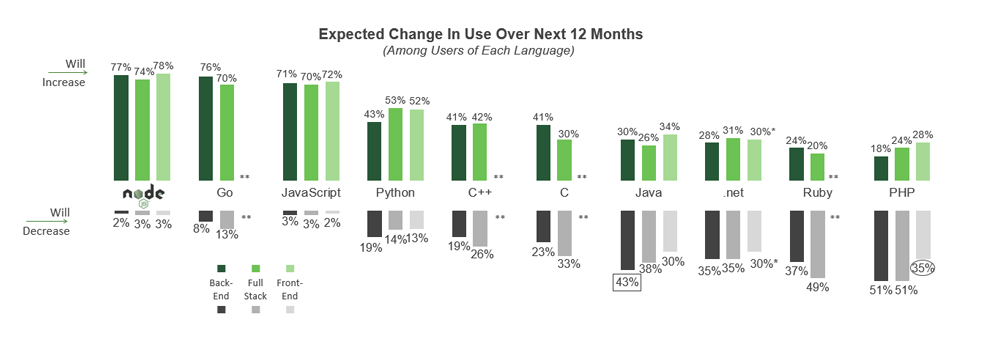 Expected Change In Use Over Next 12 Months
(Among Users of Each Language)
Will
Increase
77% 74% 78%
76% 70% **
71% 70% 72%
43% 53% 52%
41% 42% **
41% 30% **
30% 26% 34%
28% 31% 30%*
24% 20% **
18% 24% 28%
node JS Go JavaScript Python C++ C Java .net Ruby PHP
Will
Decrease
2% 3% 3%
8% 13% **
3% 3% 2%
19% 14% 13%
19% 26% **
23% 33% **
43% 38% 30%
35% 35% 30%*
37% 49% **
51% 51% 35%
Back-
End
Full
Stack
Front-
End